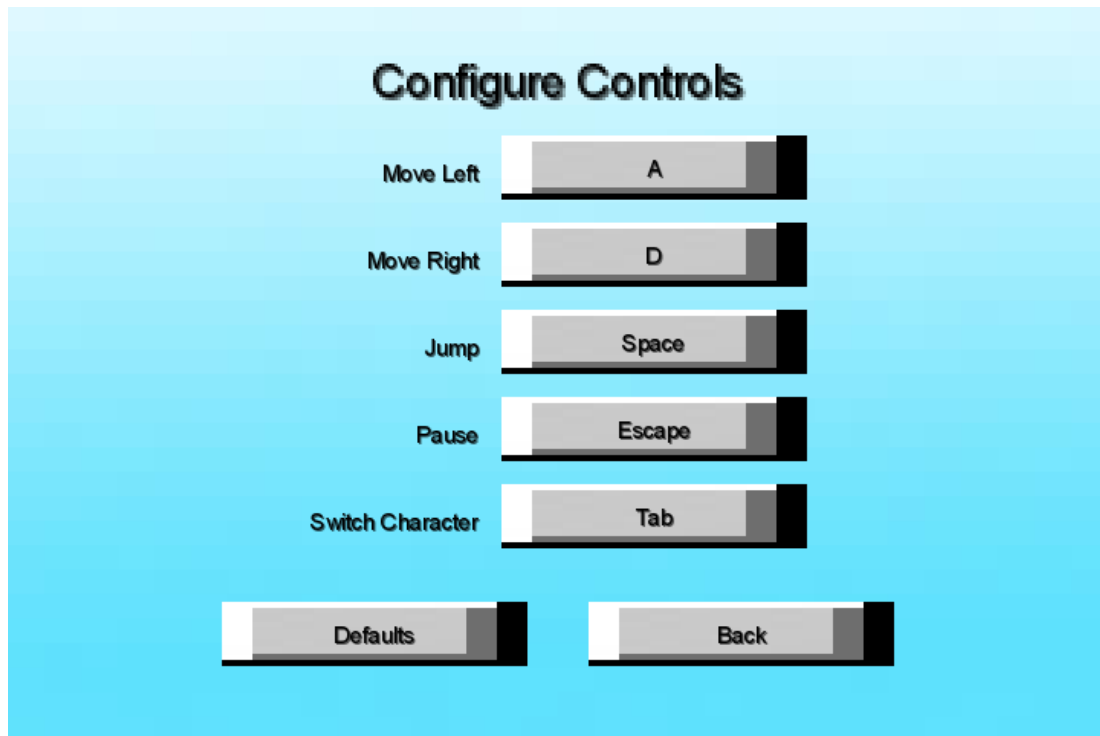 Configure Controls
Move Left A
Move Right D
Jump Space
Pause Escape
Switch Character Tab
Defaults Back